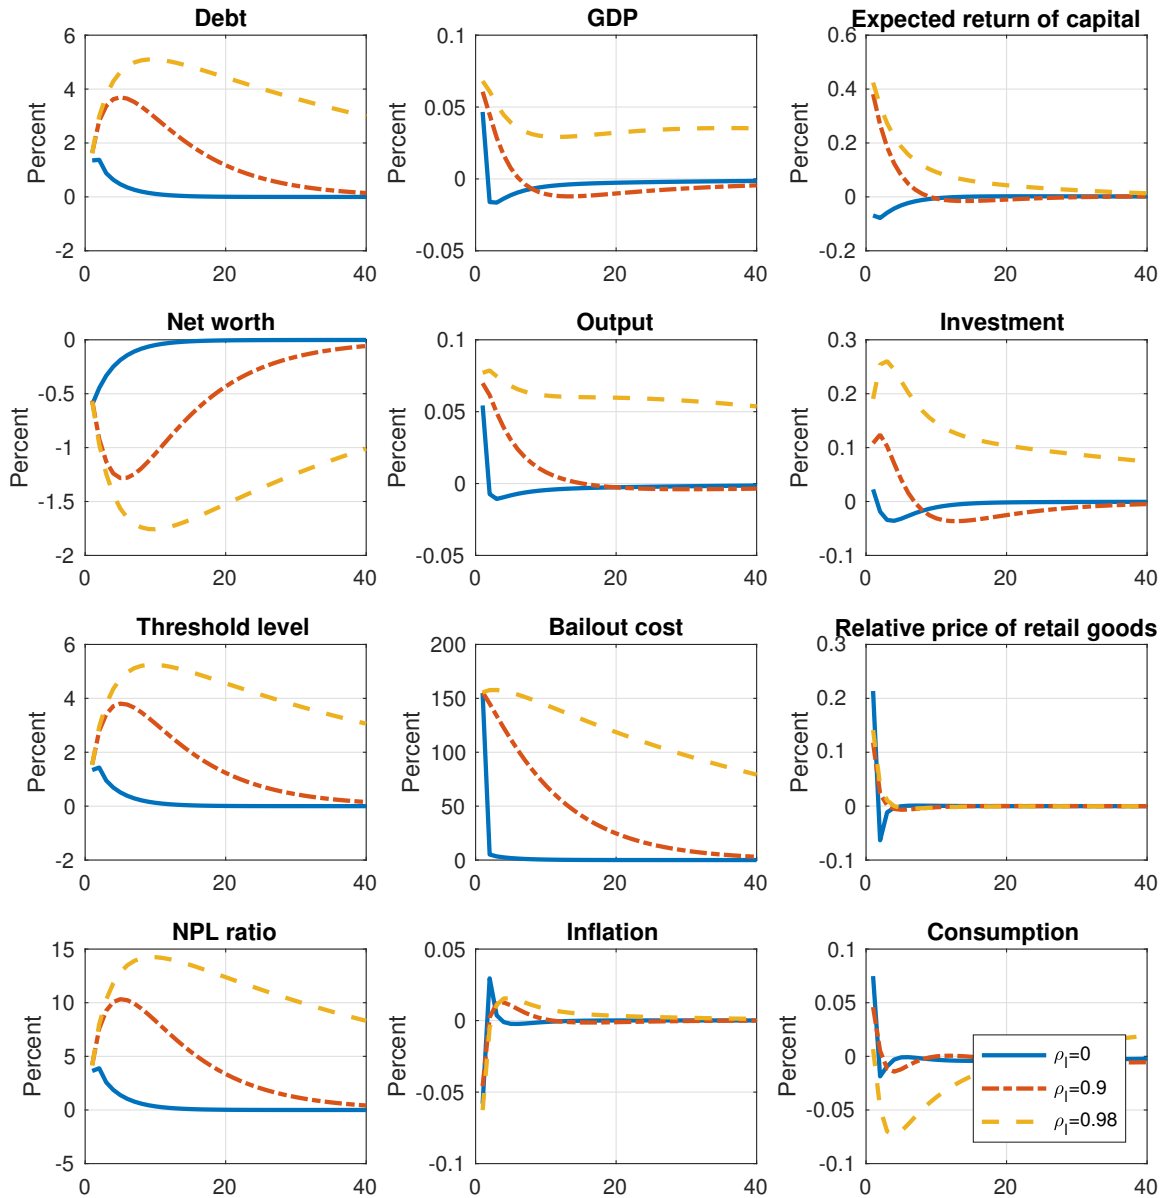 Debt
GDP
Expected return of capital
Percent
6
4
2
0
-2
0 20 40
0.1
0.05
0
-0.05
0 20 40
Percent
0.6
0.4
0.2
0
0.2
0 20 40
Net worth
Output
Investment
Percent
0
-0.5
-1
-1.5
-2
0 20 40
0.1
0.05
0
-0.05
0 20 40
0.3
0.2
0.1
0
-0.1
0 20 40
Threshold level
Bailout cost
Relative price of retail goods
Percent
6
4
2
0
-2
0 20 40
Percent
200
150
100
50
0
0 20 40
Percent
0.3
0.2
0.1
0
-0.1
0 20 40
NPL ratio
Inflation
Consumption
Percent
15
10
5
0
-5
0 20 40
Percent
0.05
0
-0.05
-0.1
0 20 40
Percent
0.1
0.05
0
-0.05
-0.1
0 20 40
ρ_l=0
ρ_l=0.9
ρ_l=0.98